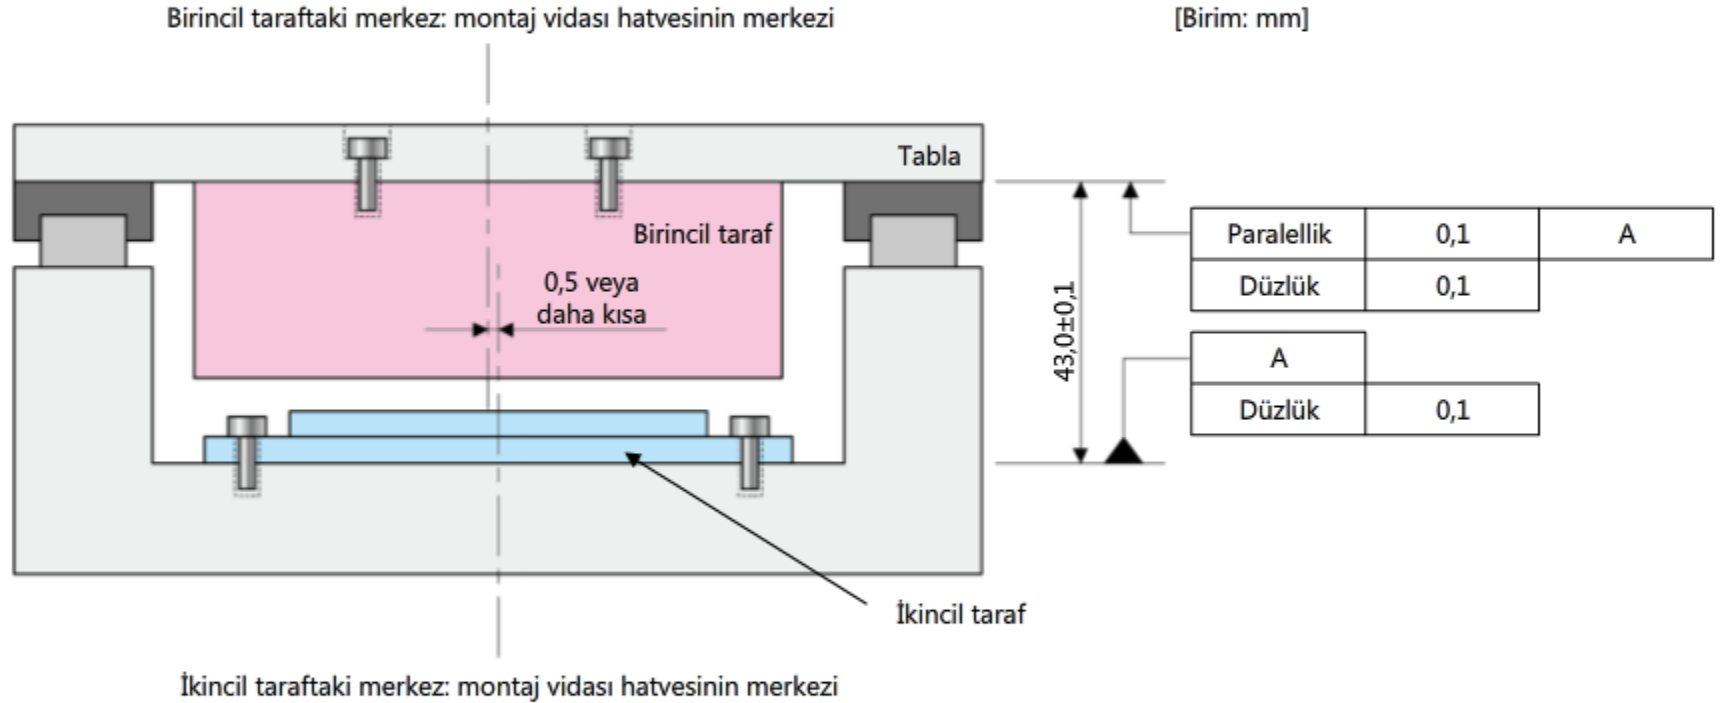 Birincil taraftaki merkez: montaj vidası hatvesinin merkezi
[Birim: mm]
Tabla
Birincil taraf
0,5 veya
daha kısa
43,0±0,1
Paralellik 0,1 A
Düzlük 0,1
A
Düzlük 0,1
İkincil taraf
İkincil taraftaki merkez: montaj vidası hatvesinin merkezi